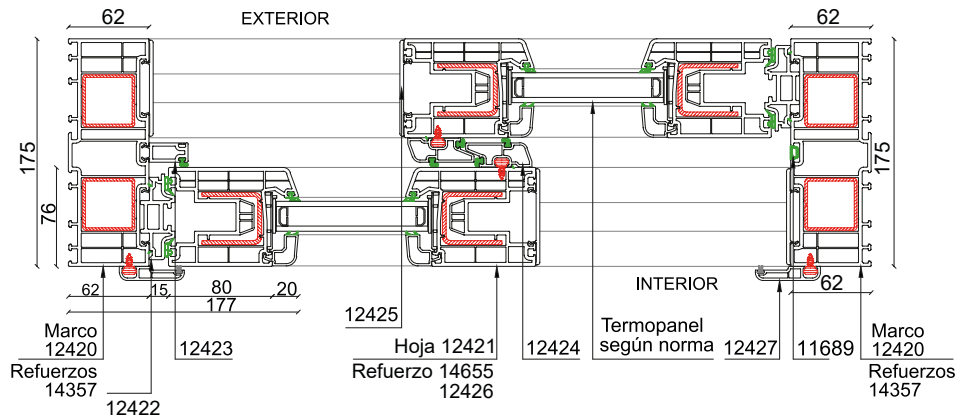 62
EXTERIOR
62
175
76
175
INTERIOR
62
15
80
20
177
62
12425
Marco
12420
Refuerzos
14357
12423
12422
Hoja 12421
Refuerzo 14655
12426
12424
Termopanel
según norma
12427
11689
Marco
12420
Refuerzos
14357